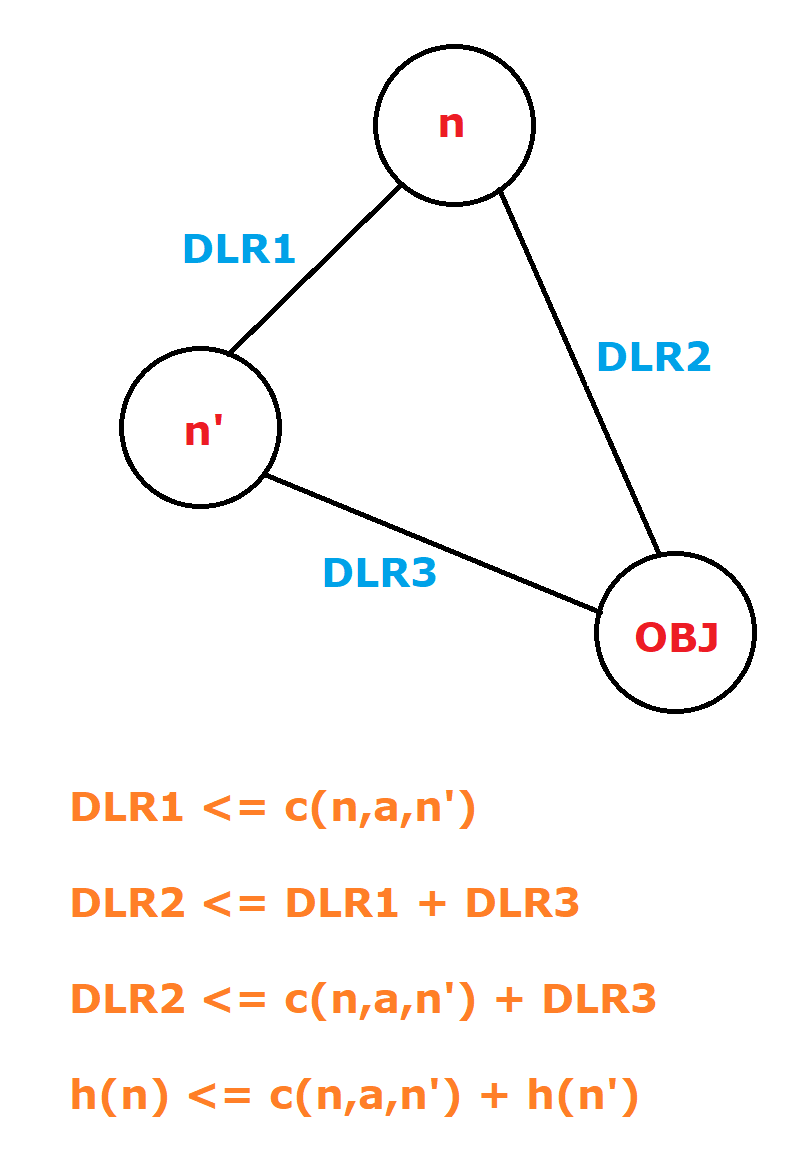 n
DLR1
DLR2
n'
DLR3
OBJ
DLR1 <= c(n,a,n')
DLR2 <= DLR1 + DLR3
DLR2 <= c(n,a,n') + DLR3
h(n) <= c(n,a,n') + h(n')